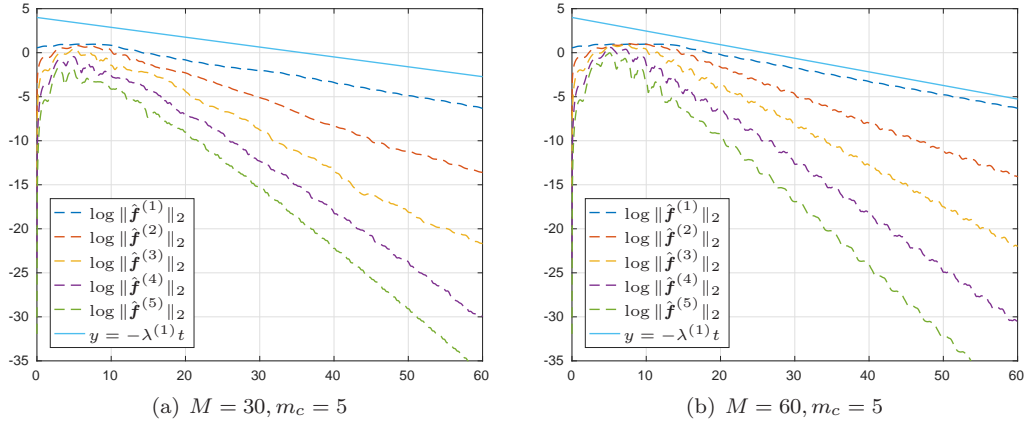 5
0
-5
-10
-15
-20
-25
-30
-35
0 10 20 30 40 50 60
log ∥f̂^(1)∥₂
log ∥f̂^(2)∥₂
log ∥f̂^(3)∥₂
log ∥f̂^(4)∥₂
log ∥f̂^(5)∥₂
y = −λ^(1)t
(a) M = 30, m_c = 5
5
0
-5
-10
-15
-20
-25
-30
-35
0 10 20 30 40 50 60
log ∥f̂^(1)∥₂
log ∥f̂^(2)∥₂
log ∥f̂^(3)∥₂
log ∥f̂^(4)∥₂
log ∥f̂^(5)∥₂
y = −λ^(1)t
(b) M = 60, m_c = 5